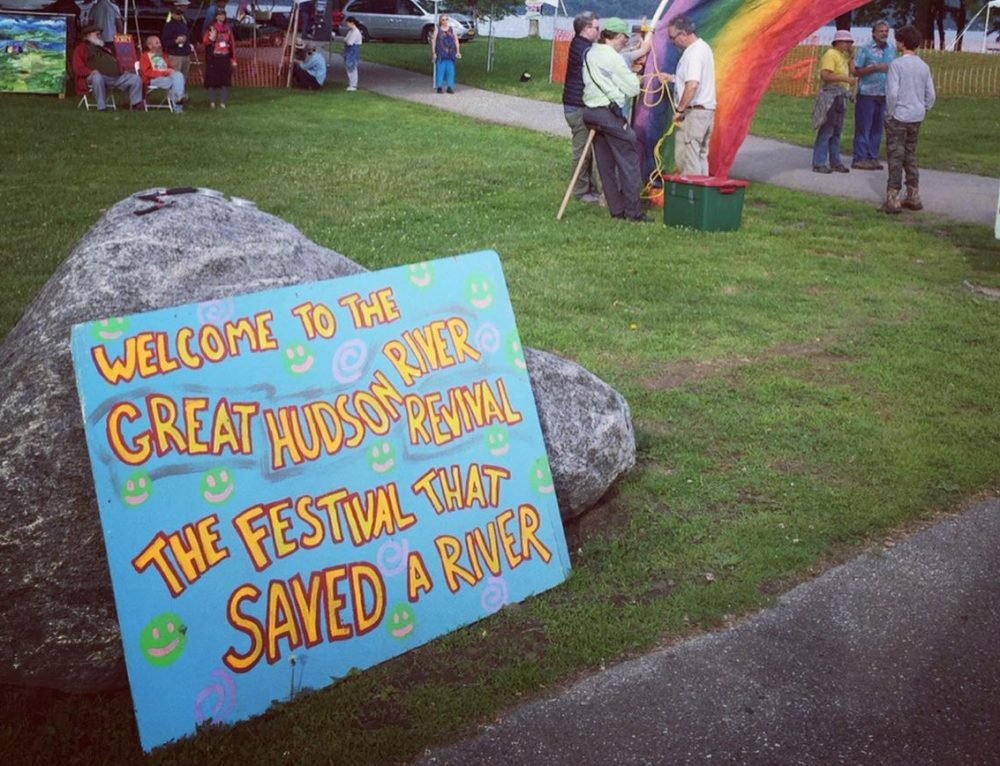 WELCOME TO THE
GREAT HUDSON RIVER
REVIVAL
THE FESTIVAL THAT
SAVED A RIVER